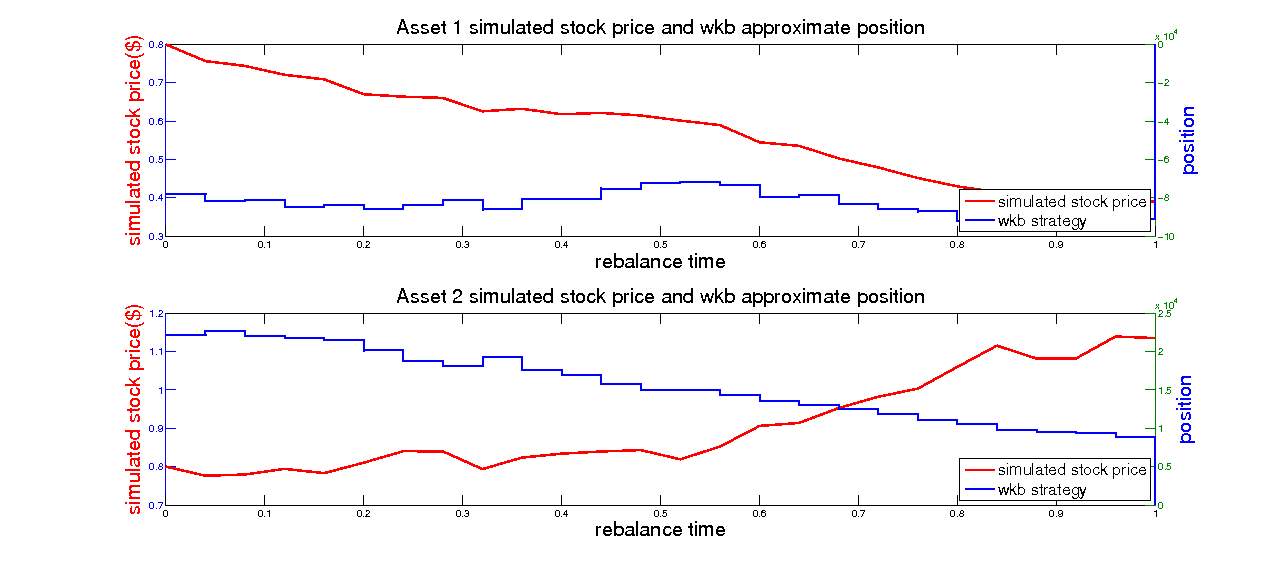 Asset 1 simulated stock price and wkb approximate position
x 10^4
simulated stock price($)
0.8
0.7
0.6
0.5
0.4
0.3
0
-2
-4
-6
-8
-10
position
simulated stock price
wkb strategy
0 0.1 0.2 0.3 0.4 0.5 0.6 0.7 0.8 0.9 1
rebalance time
Asset 2 simulated stock price and wkb approximate position
x 10^4
simulated stock price($)
1.2
1.1
1
0.9
0.8
0.7
2.5
2
1.5
1
0.5
0
position
simulated stock price
wkb strategy
0 0.1 0.2 0.3 0.4 0.5 0.6 0.7 0.8 0.9 1
rebalance time